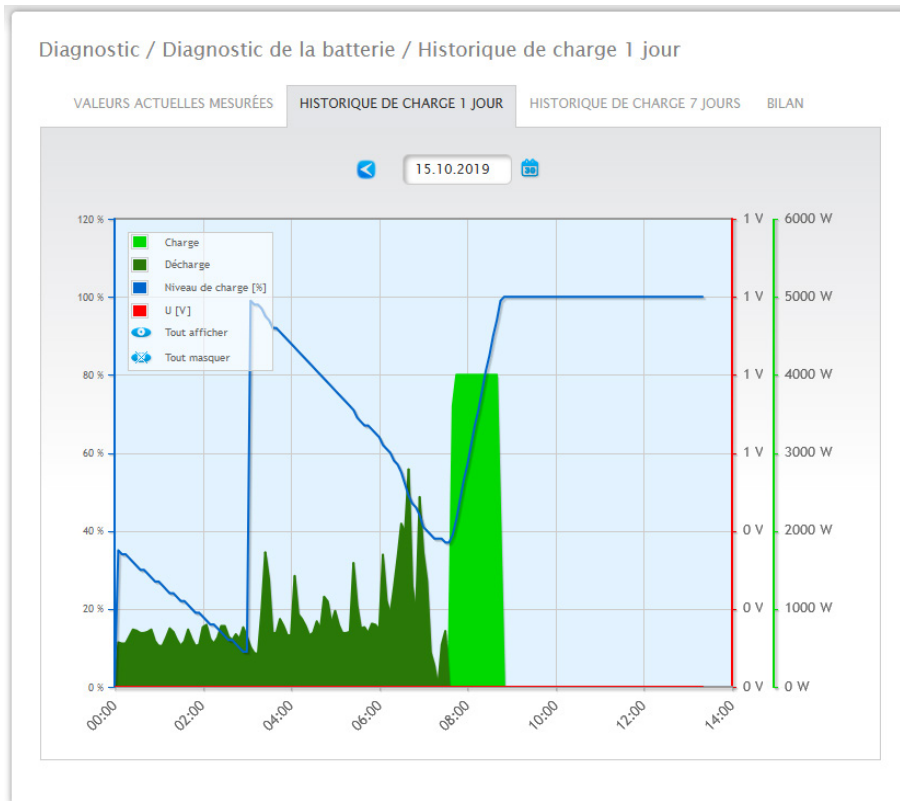 Diagnostic / Diagnostic de la batterie / Historique de charge 1 jour
VALEURS ACTUELLES MESURÉES HISTORIQUE DE CHARGE 1 JOUR HISTORIQUE DE CHARGE 7 JOURS BILAN
15.10.2019 30
120 % 1 V 6000 W
Charge
Décharge
Niveau de charge [%]
U [V]
Tout afficher
Tout masquer
100 % 1 V 5000 W
80 % 1 V 4000 W
60 % 1 V 3000 W
40 % 0 V 2000 W
20 % 0 V 1000 W
0 % 0 V 0 W
00:00 02:00 04:00 06:00 08:00 10:00 12:00 14:00